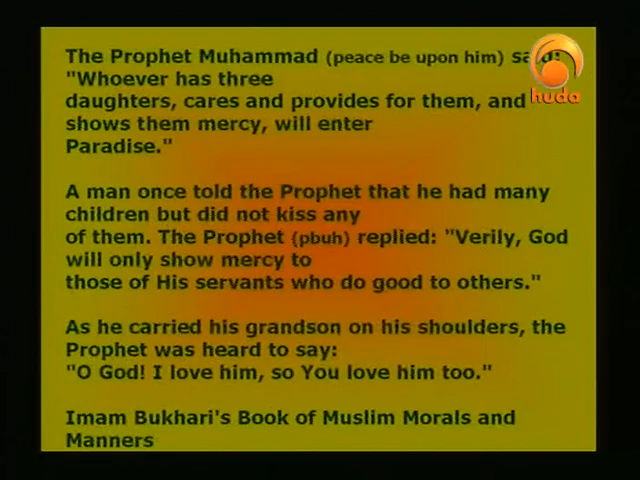 The Prophet Muhammad (peace be upon him) said:
"Whoever has three
daughters, cares and provides for them, and
shows them mercy, will enter
Paradise."
A man once told the Prophet that he had many
children but did not kiss any
of them. The Prophet (pbuh) replied: "Verily, God
will only show mercy to
those of His servants who do good to others."
As he carried his grandson on his shoulders, the
Prophet was heard to say:
"O God! I love him, so You love him too."
Imam Bukhari's Book of Muslim Morals and
Manners
huda